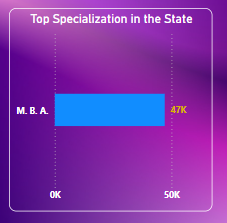 Top Specialization in the State
M. B. A.
47K
0K
50K